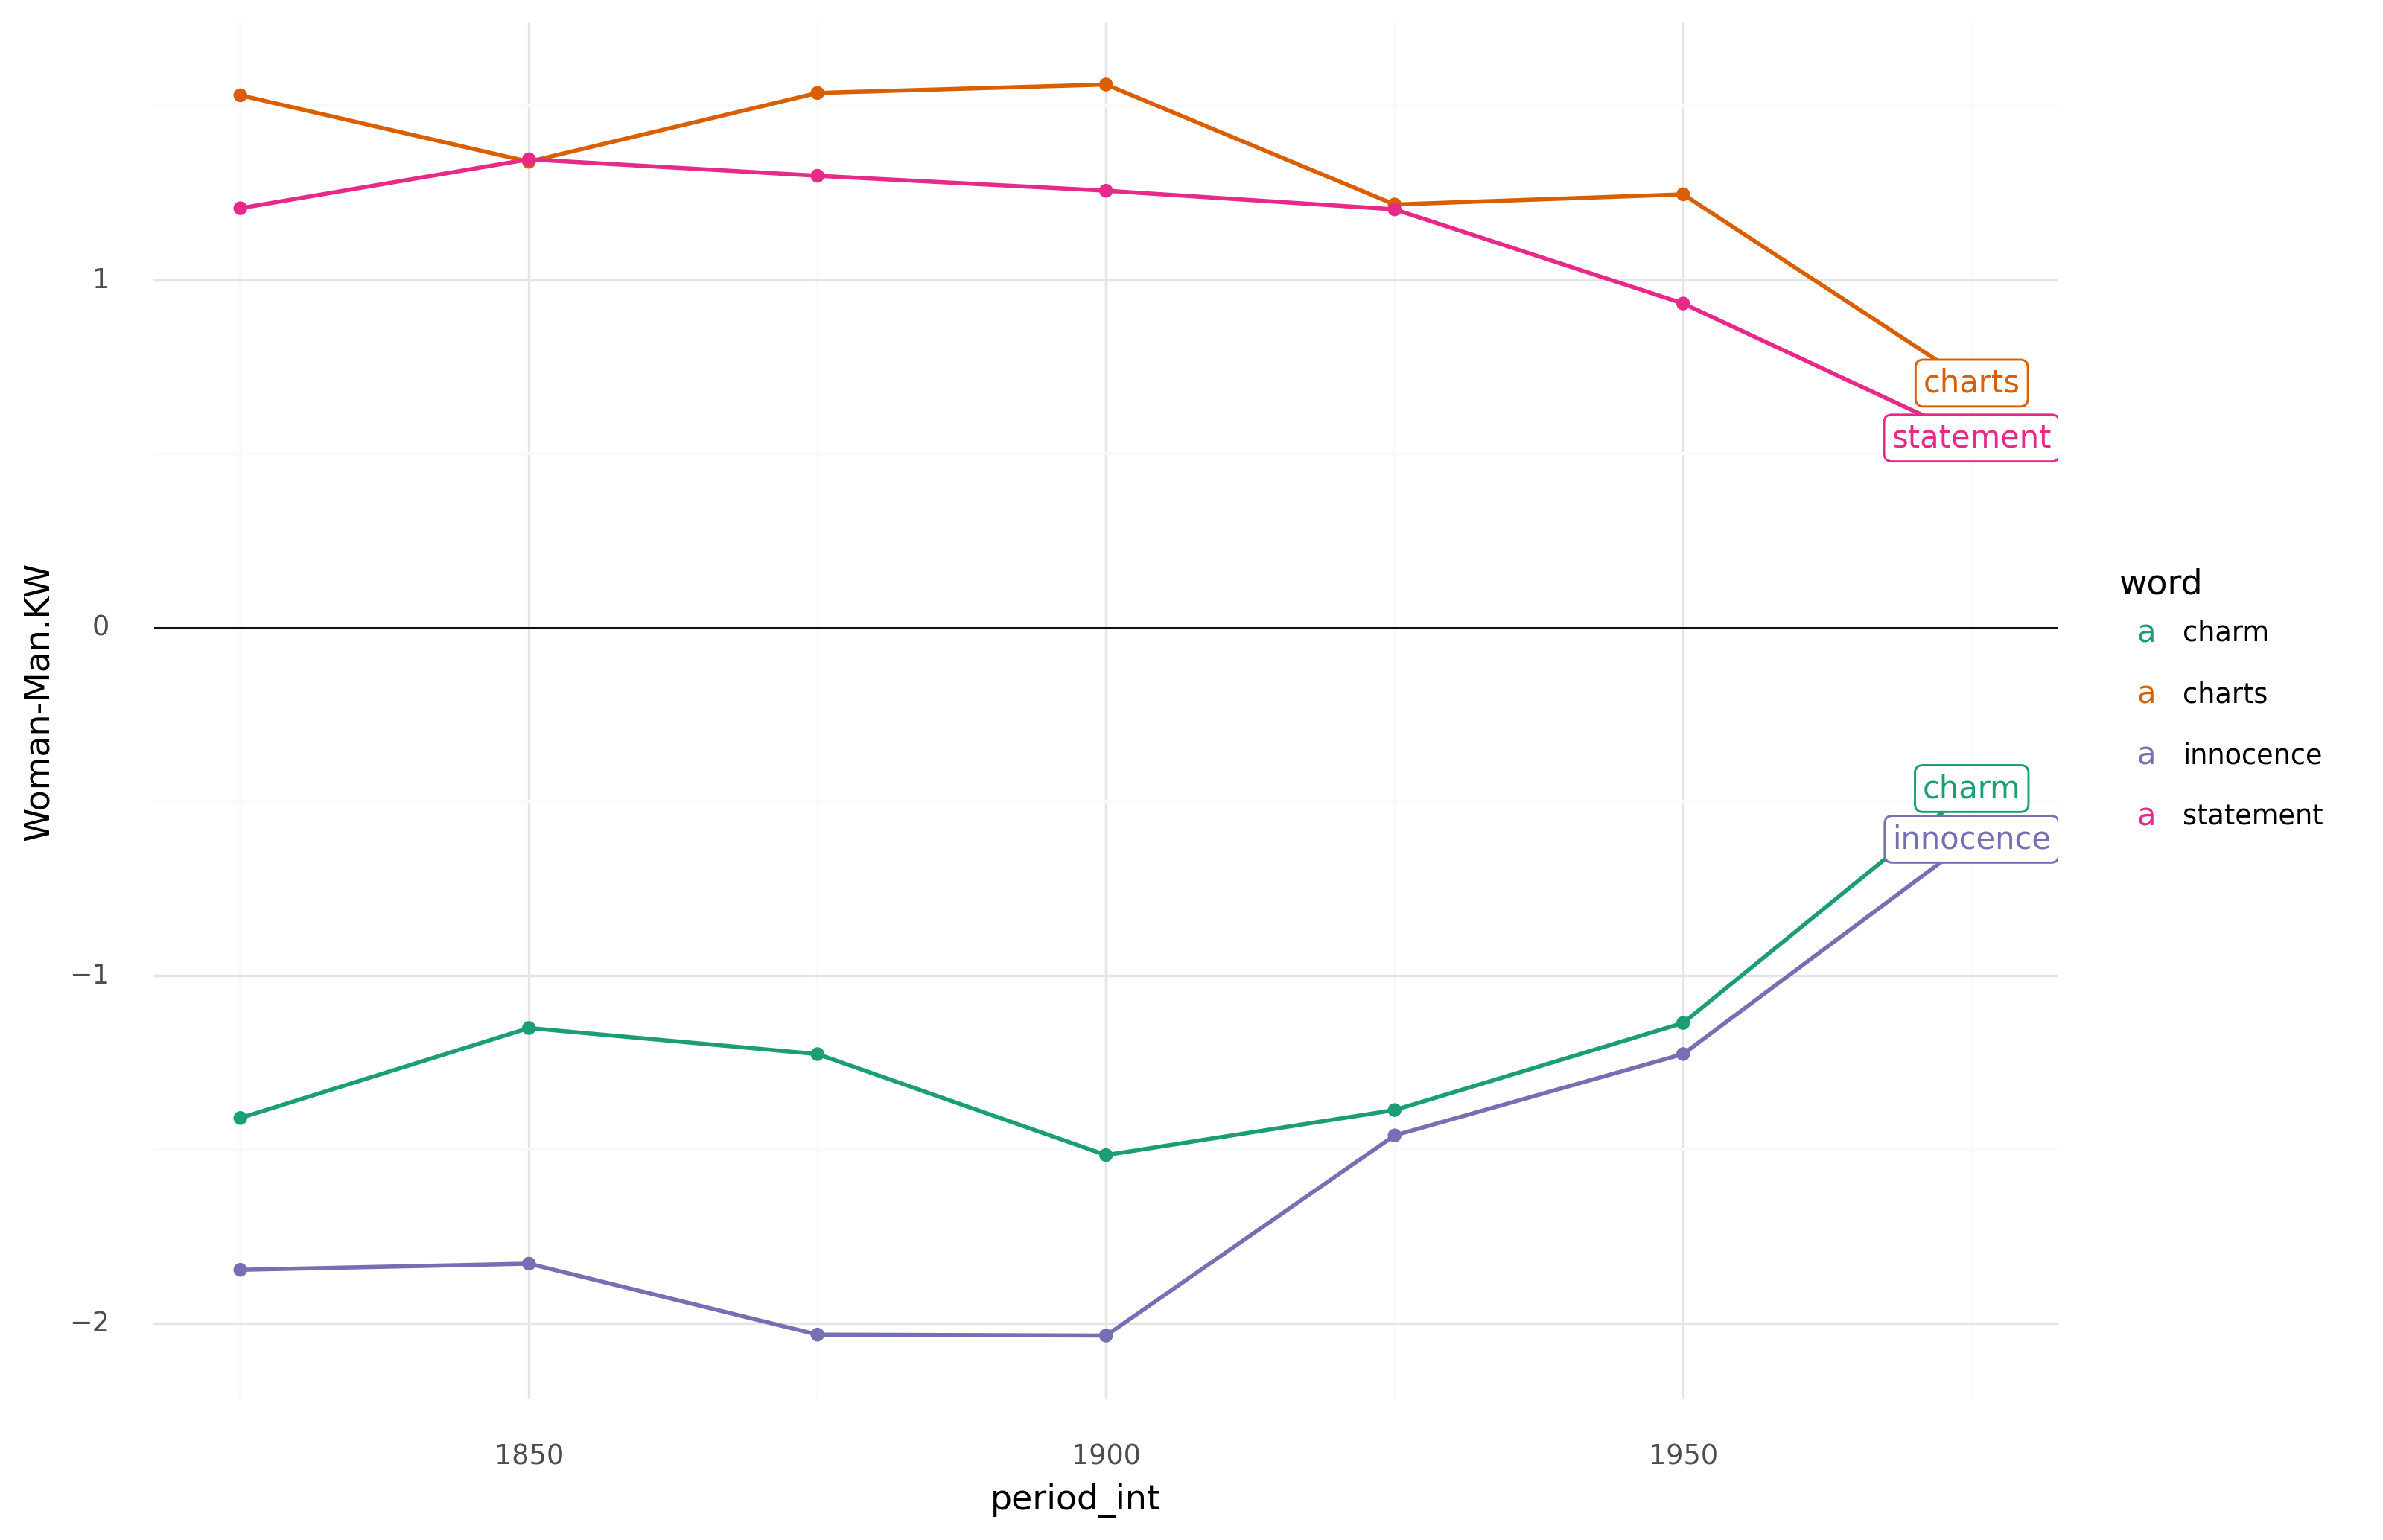 Woman-Man.KW
1
0
−1
−2
charts
statement
charm
innocence
1850
1900
1950
period_int
word
a charm
a charts
a innocence
a statement